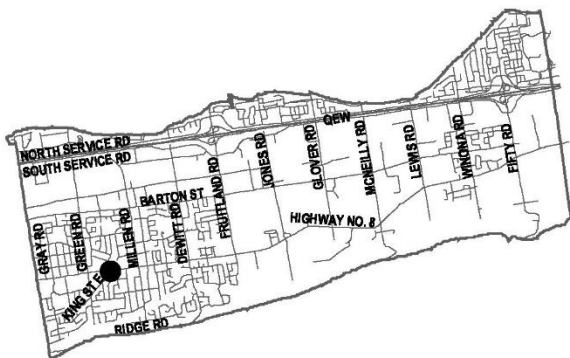 QEW
NORTH SERVICE RD
SOUTH SERVICE RD
BARTON ST
HIGHWAY NO. 8
GRAY RD
GREEN RD
MILLEN RD
DEWITT RD
FRUITLAND RD
JONES RD
GLOVER RD
MCNEILLY RD
LEWIS RD
WINONA RD
FIFTY RD
KING ST. E
RIDGE RD